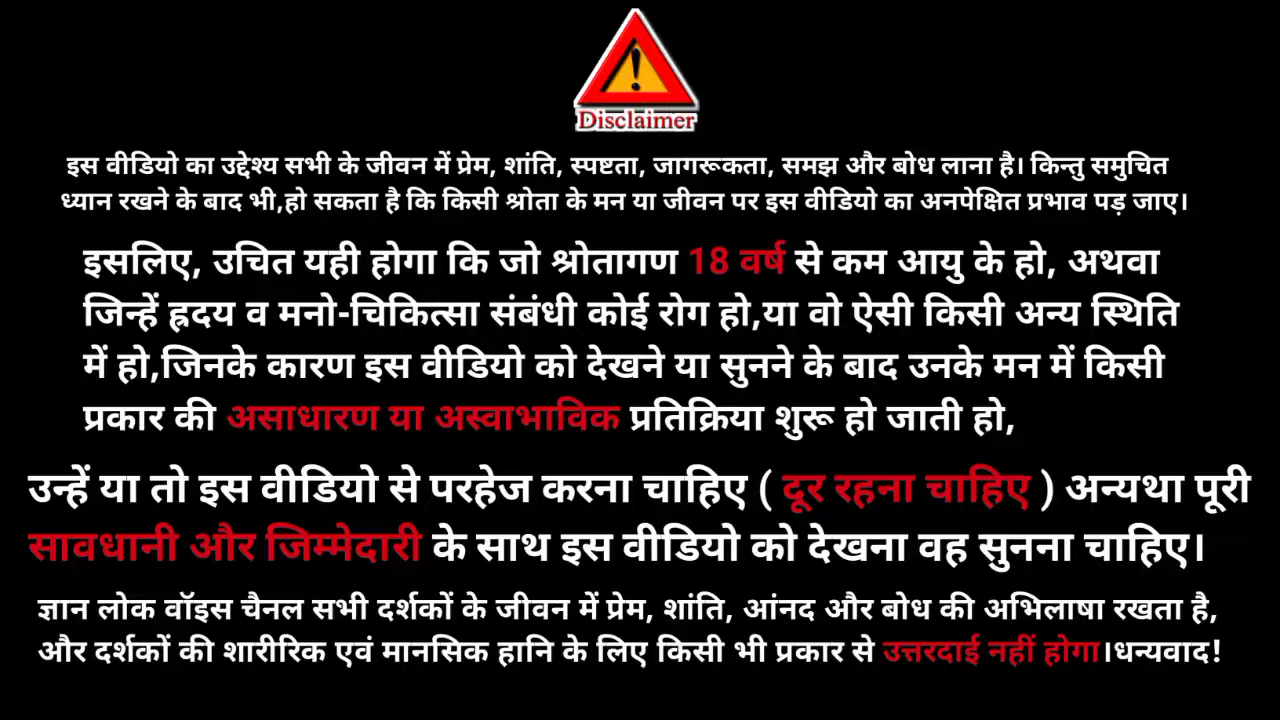 !
Disclaimer
इस वीडियो का उद्देश्य सभी के जीवन में प्रेम, शांति, स्पष्टता, जागरूकता, समझ और बोध लाना है। किन्तु समुचित
ध्यान रखने के बाद भी,हो सकता है कि किसी श्रोता के मन या जीवन पर इस वीडियो का अनपेक्षित प्रभाव पड़ जाए।
इसलिए, उचित यही होगा कि जो श्रोतागण 18 वर्ष से कम आयु के हो, अथवा
जिन्हें ह्रदय व मनो-चिकित्सा संबंधी कोई रोग हो,या वो ऐसी किसी अन्य स्थिति
में हो,जिनके कारण इस वीडियो को देखने या सुनने के बाद उनके मन में किसी
प्रकार की असाधारण या अस्वाभाविक प्रतिक्रिया शुरू हो जाती हो,
उन्हें या तो इस वीडियो से परहेज करना चाहिए ( दूर रहना चाहिए ) अन्यथा पूरी
सावधानी और जिम्मेदारी के साथ इस वीडियो को देखना वह सुनना चाहिए।
ज्ञान लोक वॉइस चैनल सभी दर्शकों के जीवन में प्रेम, शांति, आंनद और बोध की अभिलाषा रखता है,
और दर्शकों की शारीरिक एवं मानसिक हानि के लिए किसी भी प्रकार से उत्तरदाई नहीं होगा।धन्यवाद!